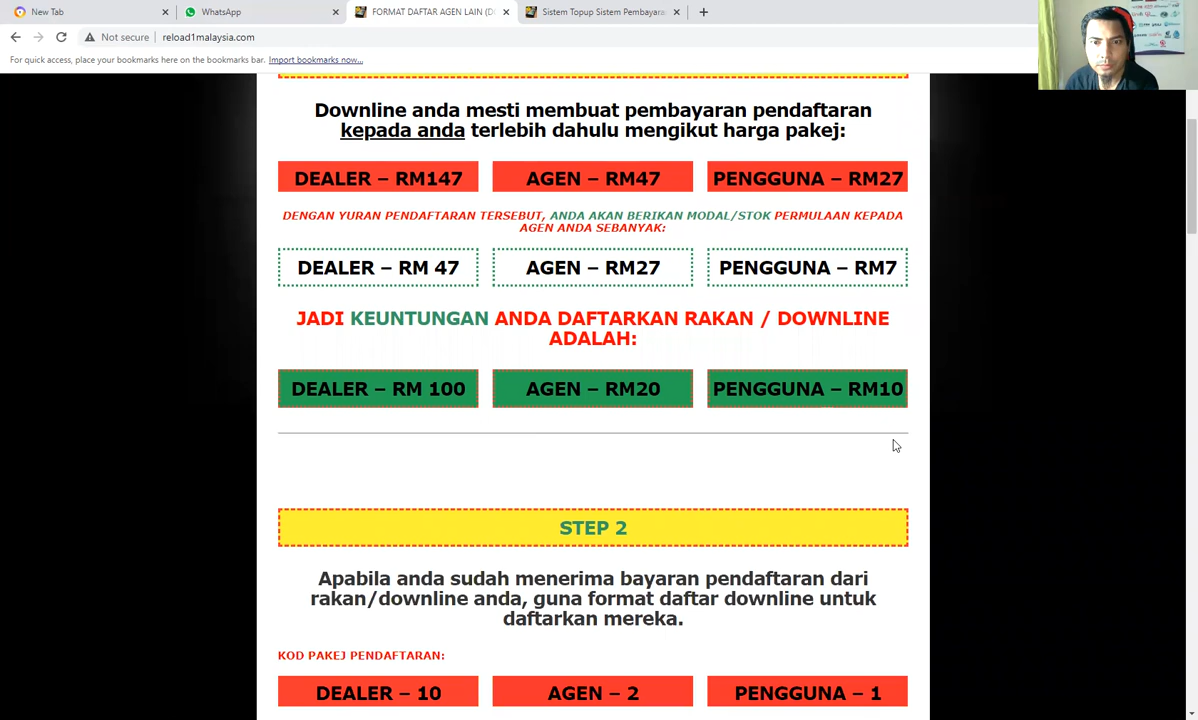 New Tab
WhatsApp
FORMAT DAFTAR AGEN LAIN (D
Sistem Topup Sistem Pembayara
Not secure
reload1malaysia.com
For quick access, place your bookmarks here on the bookmarks bar. Import bookmarks now...
Downline anda mesti membuat pembayaran pendaftaran
kepada anda terlebih dahulu mengikut harga pakej:
DEALER – RM147
AGEN – RM47
PENGGUNA – RM27
DENGAN YURAN PENDAFTARAN TERSEBUT, ANDA AKAN BERIKAN MODAL/STOK PERMULAAN KEPADA
AGEN ANDA SEBANYAK:
DEALER – RM 47
AGEN – RM27
PENGGUNA – RM7
JADI KEUNTUNGAN ANDA DAFTARKAN RAKAN / DOWNLINE
ADALAH:
DEALER – RM 100
AGEN – RM20
PENGGUNA – RM10
STEP 2
Apabila anda sudah menerima bayaran pendaftaran dari
rakan/downline anda, guna format daftar downline untuk
daftarkan mereka.
KOD PAKEJ PENDAFTARAN:
DEALER – 10
AGEN – 2
PENGGUNA – 1